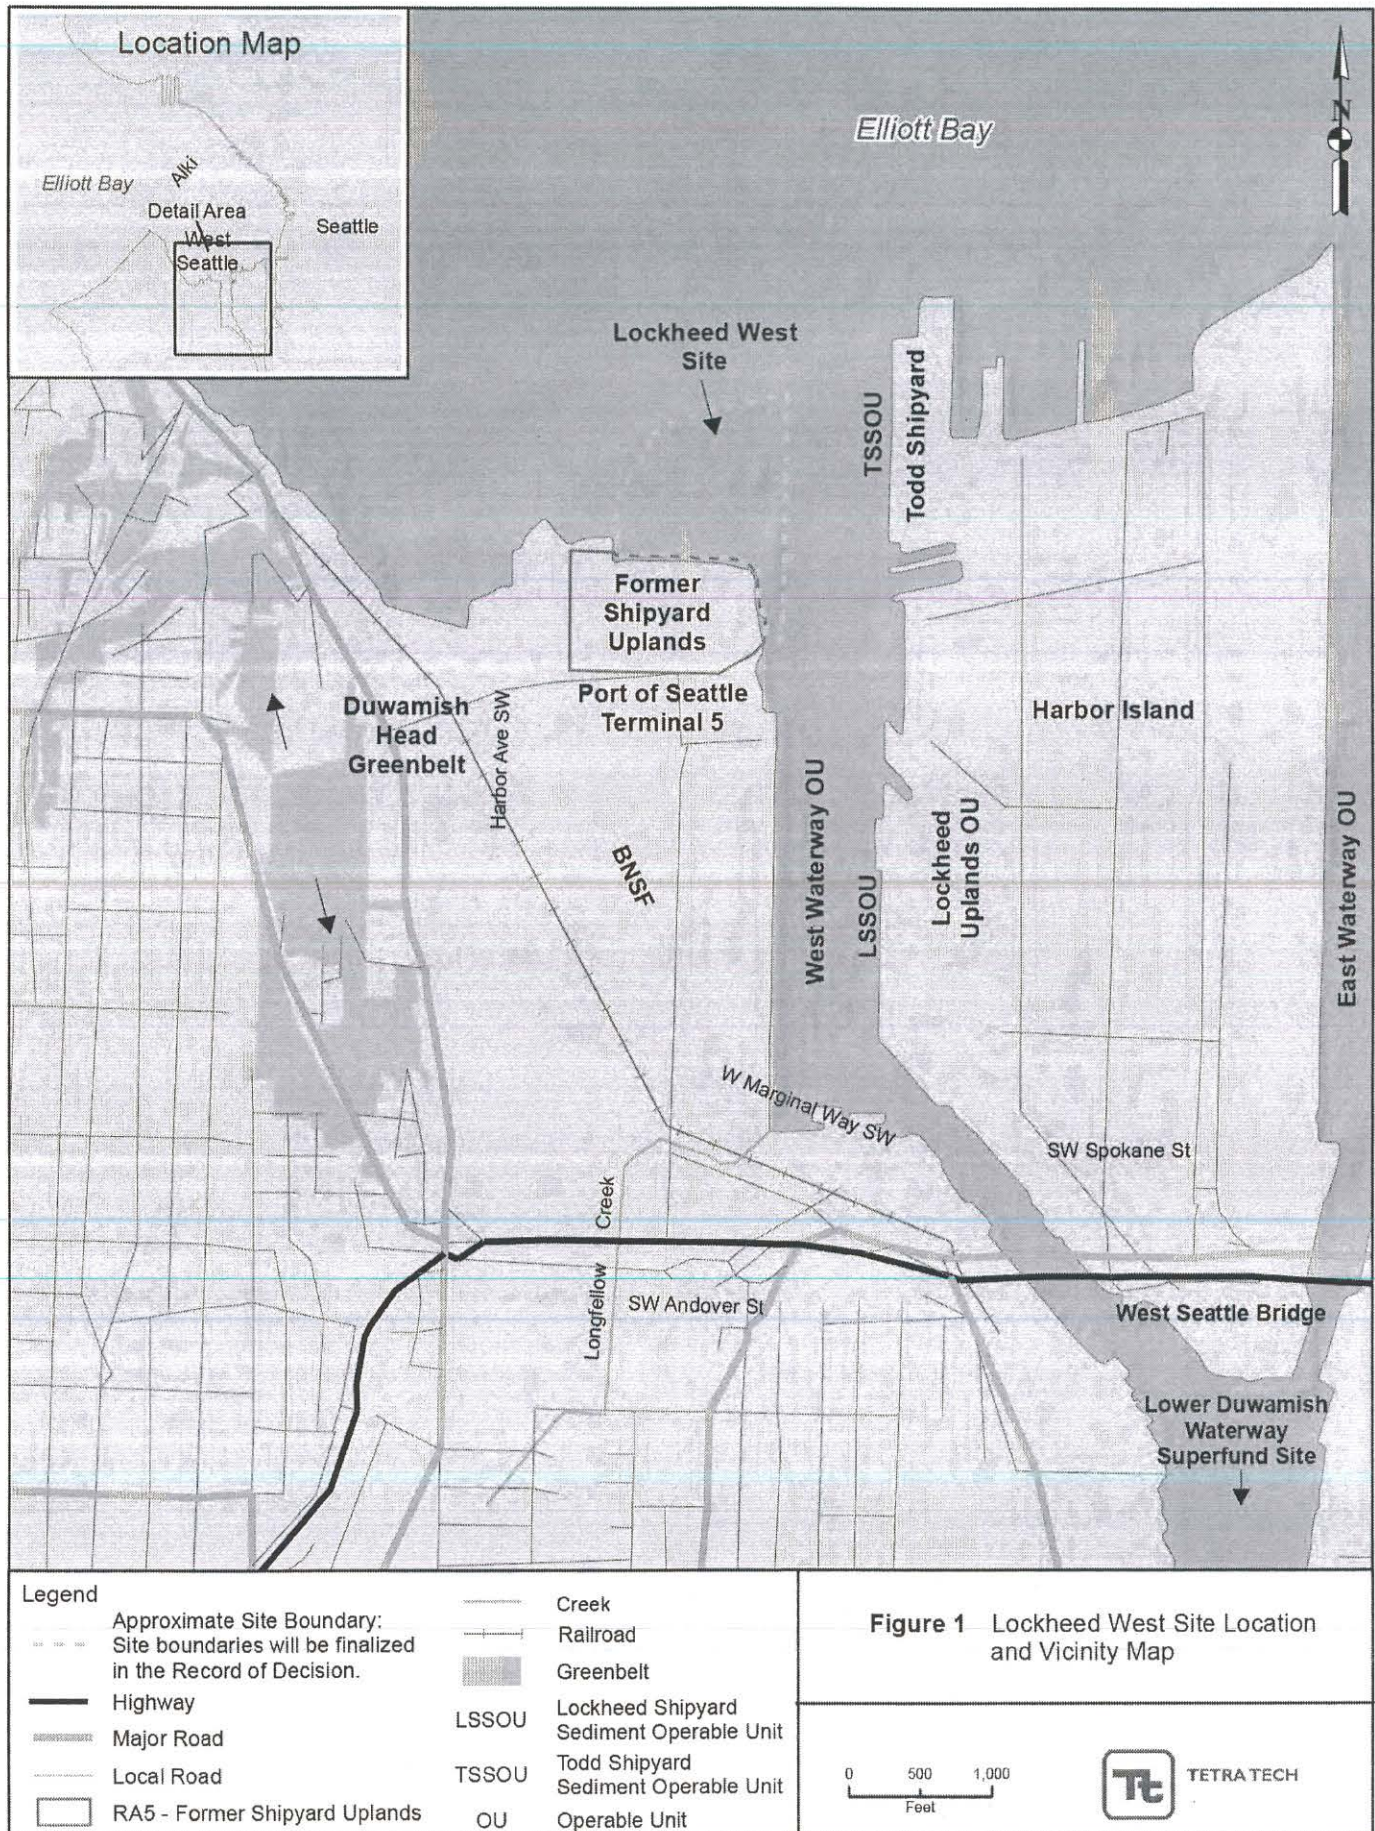 Location Map
Elliott Bay
Alki
Detail Area
West
Seattle
Seattle
Elliott Bay
N
Lockheed West
Site
TSSOU
Todd Shipyard
Former
Shipyard
Uplands
Port of Seattle
Terminal 5
Duwamish
Head
Greenbelt
Harbor Ave SW
BNSF
West Waterway OU
LSSOU
Lockheed
Uplands OU
Harbor Island
East Waterway OU
W Marginal Way SW
SW Spokane St
Longfellow Creek
SW Andover St
West Seattle Bridge
Lower Duwamish
Waterway
Superfund Site
Legend
Approximate Site Boundary:
Site boundaries will be finalized
in the Record of Decision.
Highway
Major Road
Local Road
RA5 - Former Shipyard Uplands
Creek
Railroad
Greenbelt
LSSOU Lockheed Shipyard
Sediment Operable Unit
TSSOU Todd Shipyard
Sediment Operable Unit
OU Operable Unit
Figure 1 Lockheed West Site Location
and Vicinity Map
0 500 1,000
Feet
Tt TETRA TECH